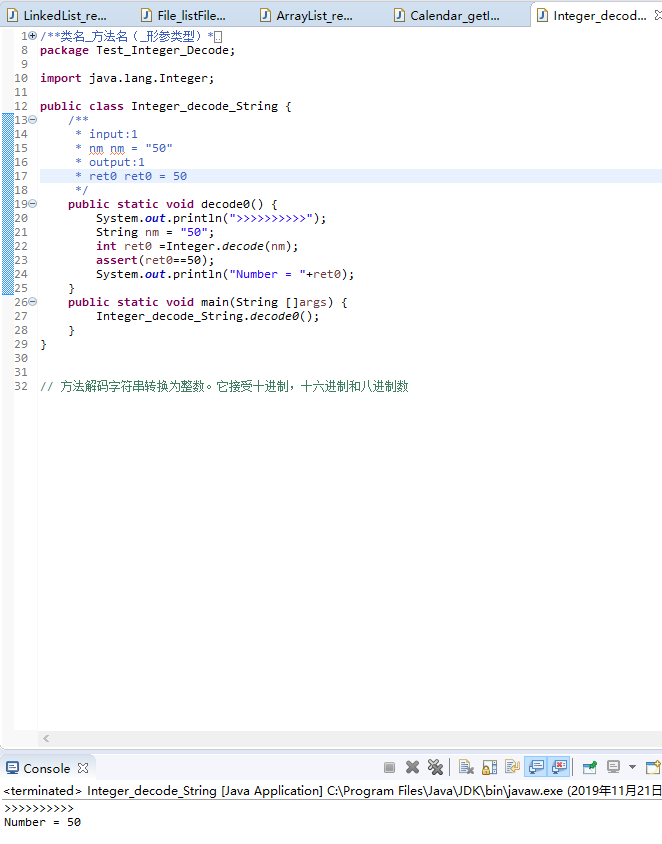 LinkedList_re...
File_listFile...
ArrayList_re...
Calendar_getI...
Integer_decod...
1 /**类名_方法名（_形参类型）*
8 package Test_Integer_Decode;
9
10 import java.lang.Integer;
11
12 public class Integer_decode_String {
13 /**
14 * input:1
15 * nm nm = "50"
16 * output:1
17 * ret0 ret0 = 50
18 */
19 public static void decode0() {
20 System.out.println(">>>>>>>>>>");
21 String nm = "50";
22 int ret0 =Integer.decode(nm);
23 assert(ret0==50);
24 System.out.println("Number = "+ret0);
25 }
26 public static void main(String []args) {
27 Integer_decode_String.decode0();
28 }
29 }
30
31
32 // 方法解码字符串转换为整数。它接受十进制，十六进制和八进制数
Console
<terminated> Integer_decode_String [Java Application] C:\Program Files\Java\JDK\bin\javaw.exe (2019年11月21日
>>>>>>>>>>
Number = 50